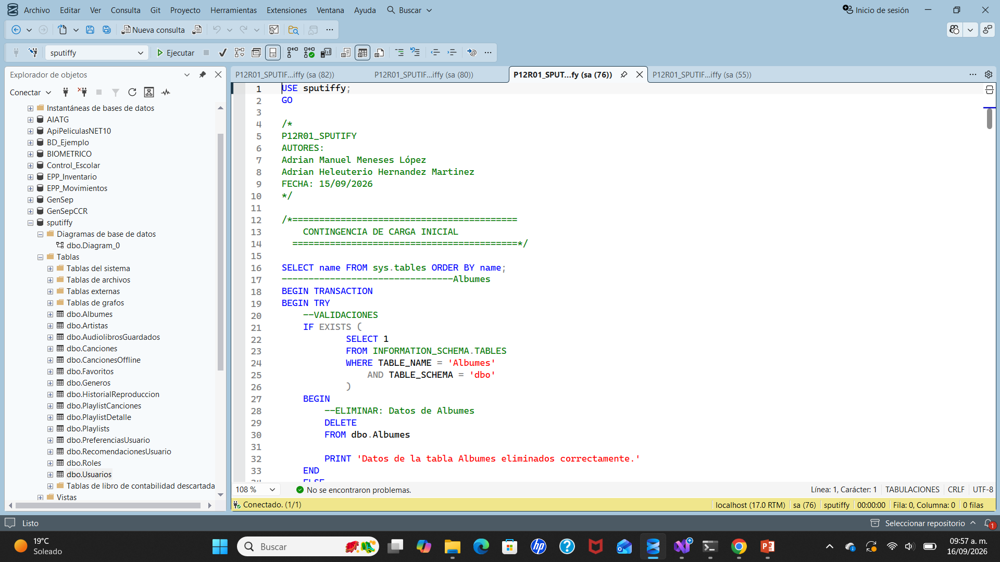 Archivo Editar Ver Consulta Git Proyecto Herramientas Extensiones Ventana Ayuda Buscar Inicio de sesión
Nueva consulta
sputiffy Ejecutar
Explorador de objetos
Conectar
Instantáneas de bases de datos
AIATG
ApiPeliculasNET10
BD_Ejemplo
BIOMETRICO
Control_Escolar
EPP_Inventario
EPP_Movimientos
GenSep
GenSepCCR
sputiffy
Diagramas de base de datos
dbo.Diagram_0
Tablas
Tablas del sistema
Tablas de archivos
Tablas externas
Tablas de grafos
dbo.Albumes
dbo.Artistas
dbo.AudiolibrosGuardados
dbo.Canciones
dbo.CancionesOffline
dbo.Favoritos
dbo.Generos
dbo.HistorialReproduccion
dbo.PlaylistCanciones
dbo.PlaylistDetalle
dbo.Playlists
dbo.PreferenciasUsuario
dbo.RecomendacionesUsuario
dbo.Roles
dbo.Usuarios
Tablas de libro de contabilidad descartada
Vistas
P12R01_SPUTIF...iffy (sa (82)) P12R01_SPUTIF...iffy (sa (80)) P12R01_SPUT...fy (sa (76)) P12R01_SPUTIF...iffy (sa (55))
1 USE sputiffy;
2 GO
3
4 /*
5 P12R01_SPUTIFY
6 AUTORES:
7 Adrian Manuel Meneses López
8 Adrian Heleuterio Hernandez Martinez
9 FECHA: 15/09/2026
10 */
11
12 /*==========================================
13 CONTINGENCIA DE CARGA INICIAL
14 ==========================================*/
15
16 SELECT name FROM sys.tables ORDER BY name;
17 --------------------------------Albumes
18 BEGIN TRANSACTION
19 BEGIN TRY
20 --VALIDACIONES
21 IF EXISTS (
22 SELECT 1
23 FROM INFORMATION_SCHEMA.TABLES
24 WHERE TABLE_NAME = 'Albumes'
25 AND TABLE_SCHEMA = 'dbo'
26 )
27 BEGIN
28 --ELIMINAR: Datos de Albumes
29 DELETE
30 FROM dbo.Albumes
31
32 PRINT 'Datos de la tabla Albumes eliminados correctamente.'
33 END
34 ELSE
108 % No se encontraron problemas. Línea: 1, Carácter: 1 TABULACIONES CRLF UTF-8
Conectado. (1/1) localhost (17.0 RTM) sa (76) sputiffy 00:00:00 Fila: 0, Columna: 0 0 filas
Listo Seleccionar repositorio 1
19°C
Soleado
Buscar
09:57 a. m.
16/09/2026